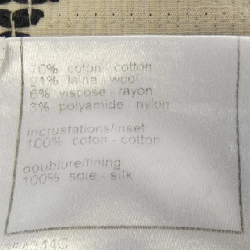 70% coton - cotton
21% laine - wool
6% viscose - rayon
3% polyamide - nylon
incrustations/inset
100% coton - cotton
doublure/lining
100% soie - silk